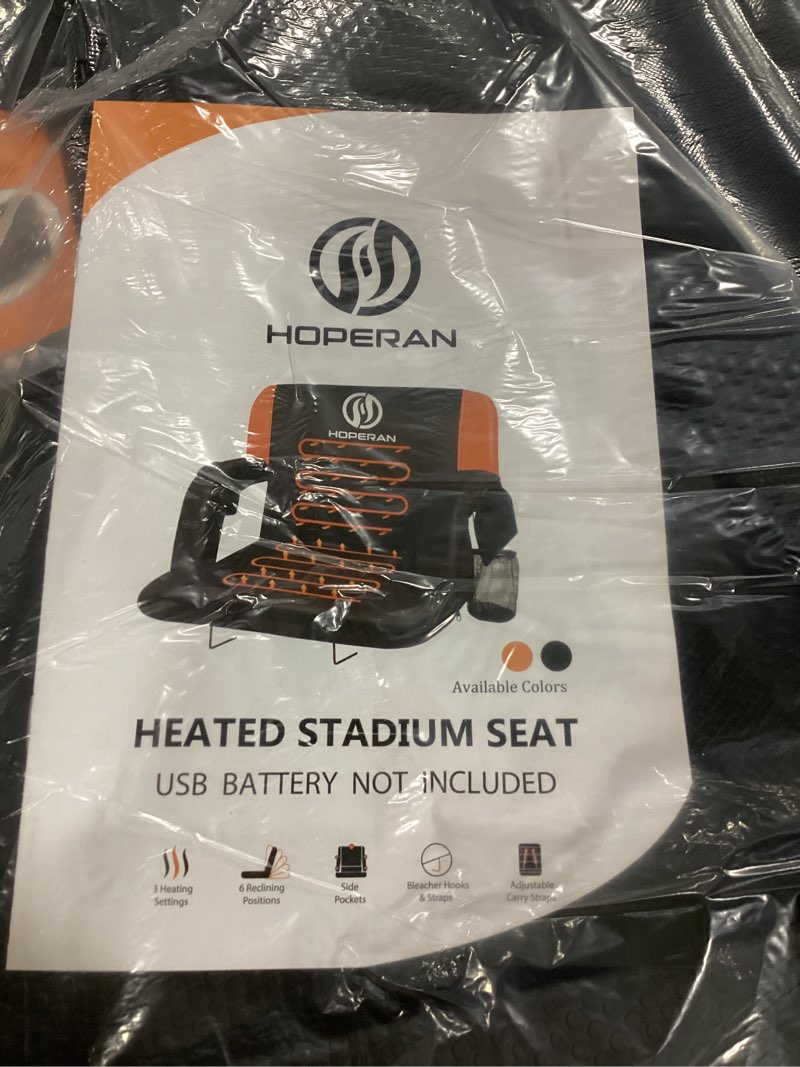 HOPERAN
HOPERAN
Available Colors
HEATED STADIUM SEAT
USB BATTERY NOT INCLUDED
3 Heating
Settings
6 Reclining
Positions
Side
Pockets
Bleacher Hooks
& Straps
Adjustable
Carry Straps